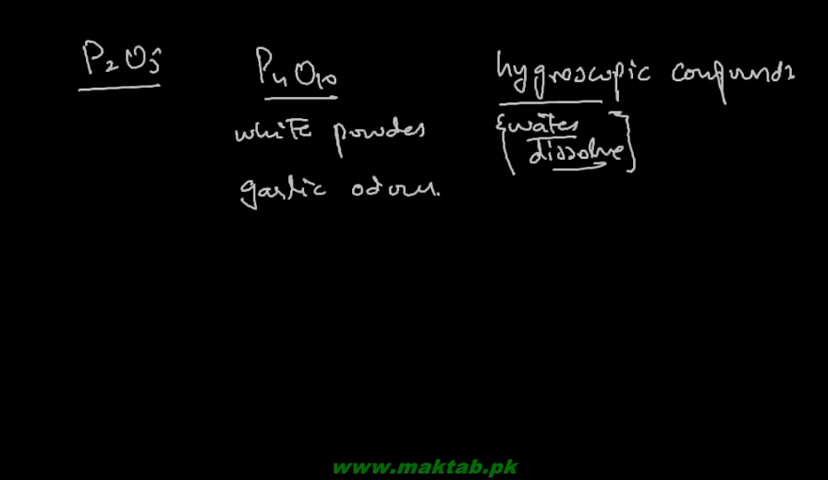 P₂O₅ P₄O₁₀ hygroscopic compounds
white powder {water
dissolve}
garlic odour.
www.maktab.pk